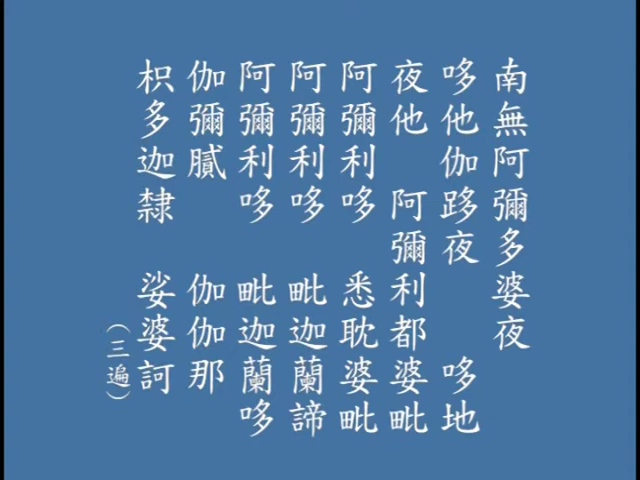 南無阿彌多婆夜
哆他伽跢夜 哆地
夜他 阿彌利都婆毗
阿彌利哆 悉耽婆毗
阿彌利哆 毗迦蘭諦
阿彌利哆 毗迦蘭哆
伽彌膩 伽伽那
枳多迦隸 娑婆訶
（三遍）